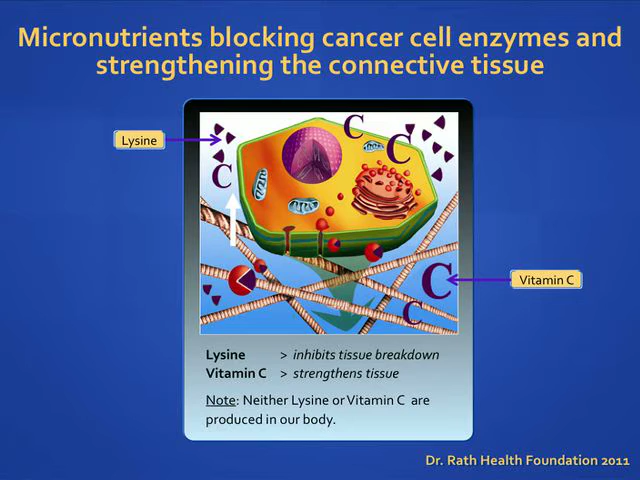 Micronutrients blocking cancer cell enzymes and
strengthening the connective tissue
C
C
Lysine
C
C
Vitamin C
C
Lysine > inhibits tissue breakdown
Vitamin C > strengthens tissue
Note: Neither Lysine or Vitamin C are
produced in our body.
Dr. Rath Health Foundation 2011